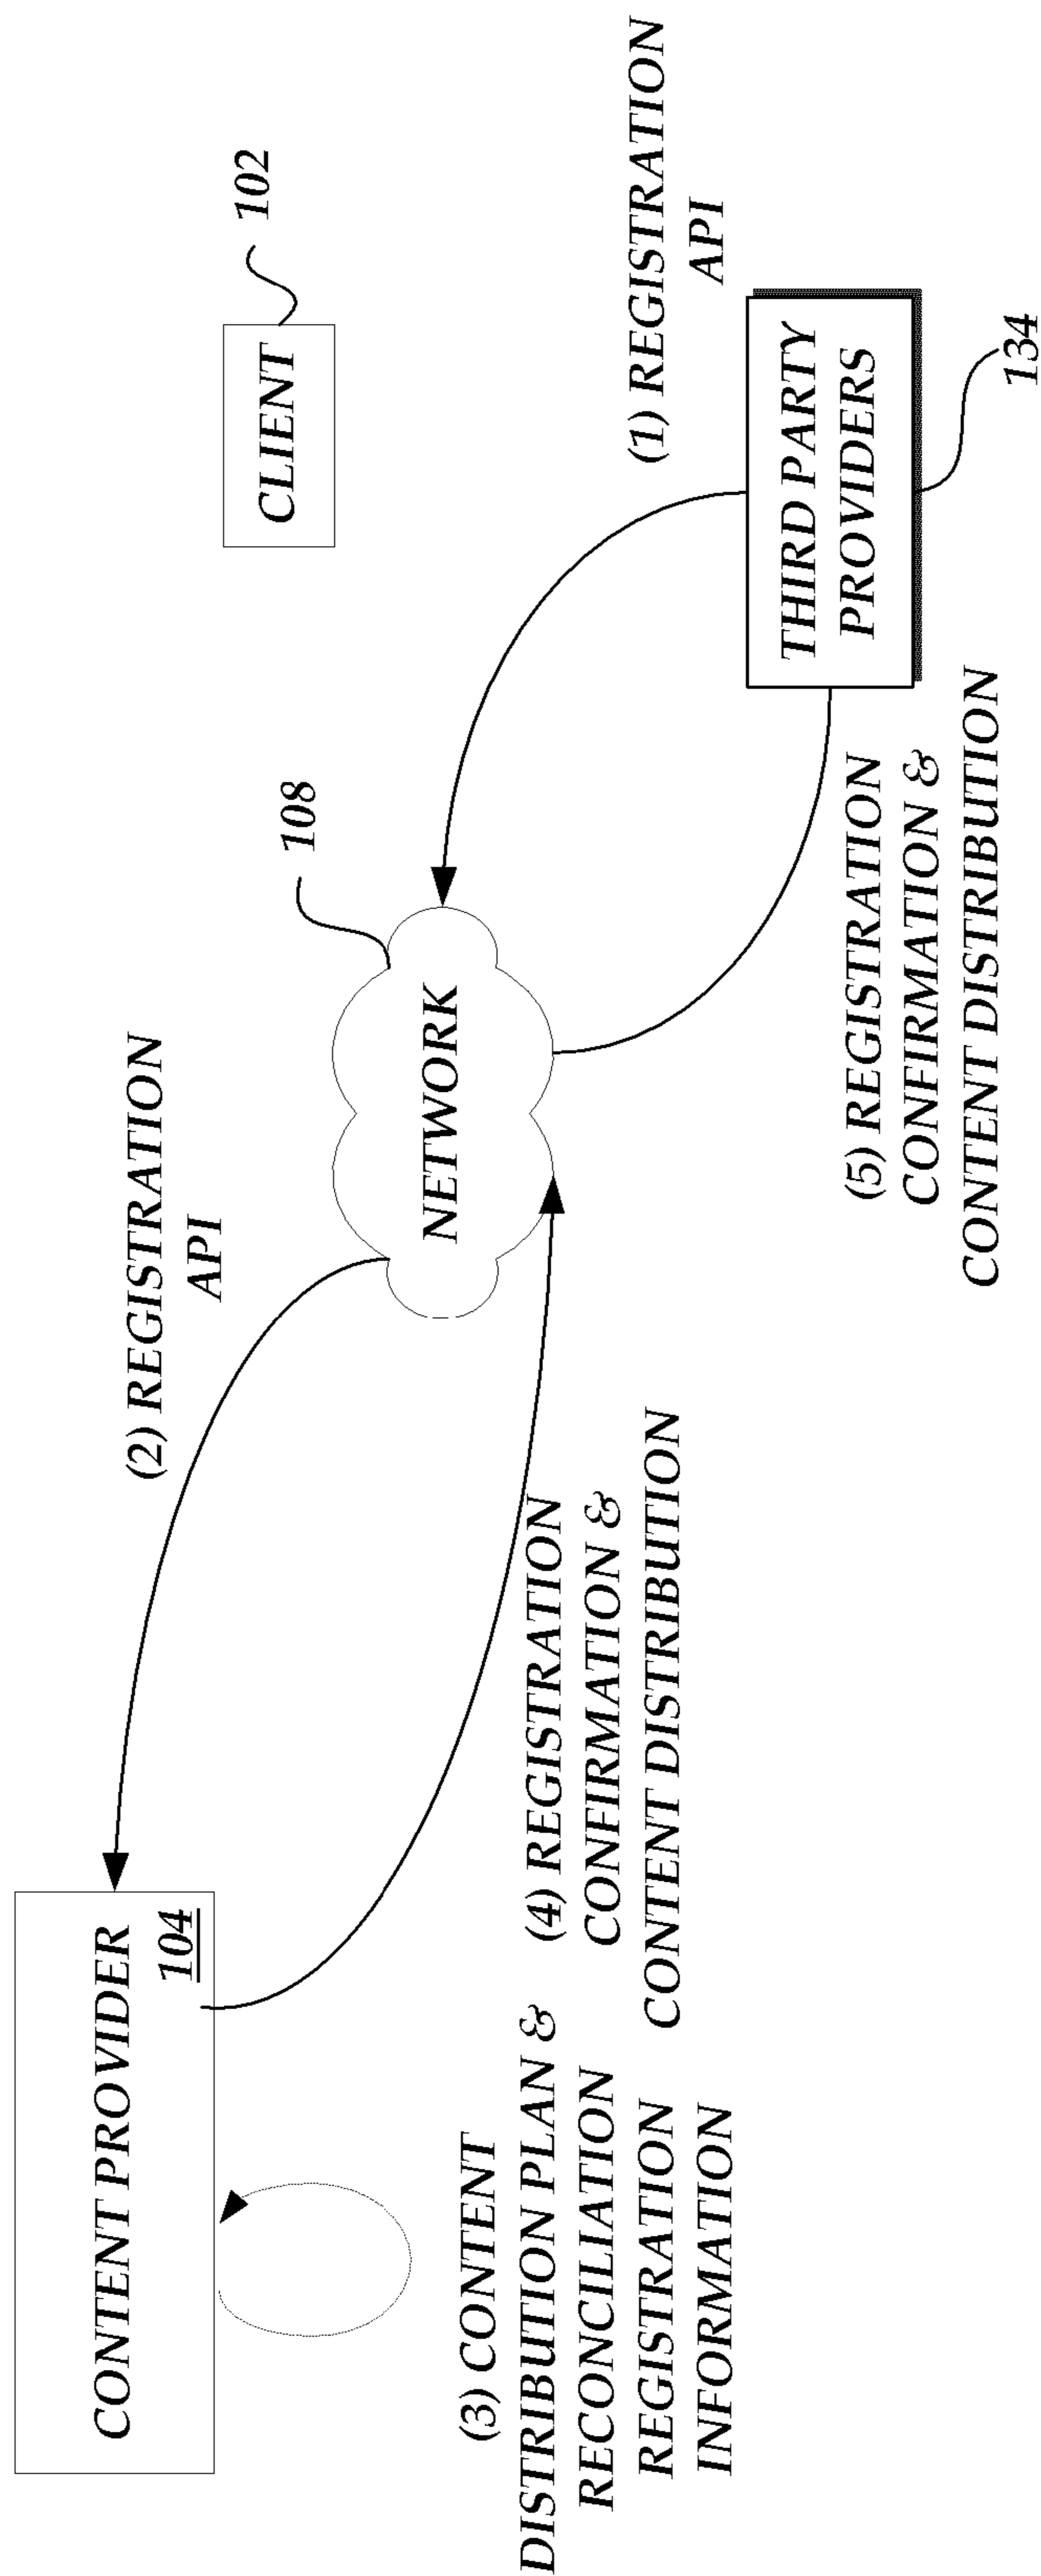 CONTENT PROVIDER
104
(2) REGISTRATION
API
CLIENT
102
108
NETWORK
(1) REGISTRATION
API
THIRD PARTY
PROVIDERS
134
(3) CONTENT
DISTRIBUTION PLAN &
RECONCILIATION
REGISTRATION
INFORMATION
(4) REGISTRATION
CONFIRMATION &
CONTENT DISTRIBUTION
(5) REGISTRATION
CONFIRMATION &
CONTENT DISTRIBUTION